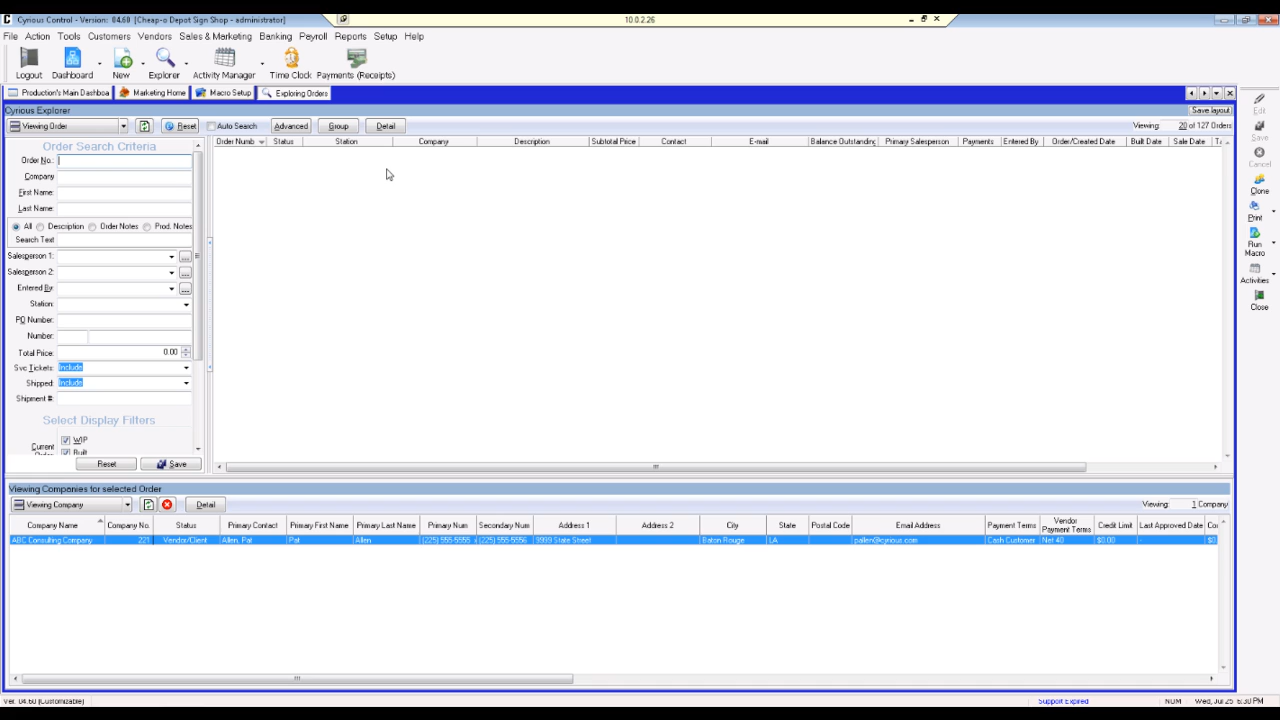 Cyrious Control - Version: 04.60 [Cheap-o Depot Sign Shop - administrator]
10.0.2.26
File Action Tools Customers Vendors Sales & Marketing Banking Payroll Reports Setup Help
Logout Dashboard New Explorer Activity Manager Time Clock Payments (Receipts)
Production's Main Dashboa Marketing Home Macro Setup Exploring Orders
Cyrious Explorer
Save layout
Viewing Order Reset Auto Search Advanced Group Detail Viewing: 20 of 127 Orders
Order Search Criteria
Order Numb Status Station Company Description Subtotal Price Contact E-mail Balance Outstanding Primary Salesperson Payments Entered By Order/Created Date Built Date Sale Date
Order No.:
Company
First Name:
Last Name:
All Description Order Notes Prod. Notes
Search Text
Salesperson 1:
Salesperson 2:
Entered By:
Station:
PO Number:
Number:
Total Price: 0.00
Svc Tickets: Include
Shipped: Include
Shipment #:
Select Display Filters
Current
Order
WIP
Built
Reset Save
Edit
Save
Cancel
Clone
Print
Run
Macro
Activities
Close
Viewing Companies for selected Order
Viewing Company Detail Viewing: 1 Company
Company Name Company No. Status Primary Contact Primary First Name Primary Last Name Primary Num Secondary Num Address 1 Address 2 City State Postal Code Email Address Payment Terms Vendor Payment Terms Credit Limit Last Approved Date Cor
ABC Consulting Company 221 Vendor/Client Allen, Pat Pat Allen (225) 555-5555 (225) 555-5556 9999 State Street Baton Rouge LA pallen@cyrious.com Cash Customer Net 40 $0.00 $0
Ver: 04.60 [Customizable] Support Expired NUM Wed, Jul 25, 6:30 PM